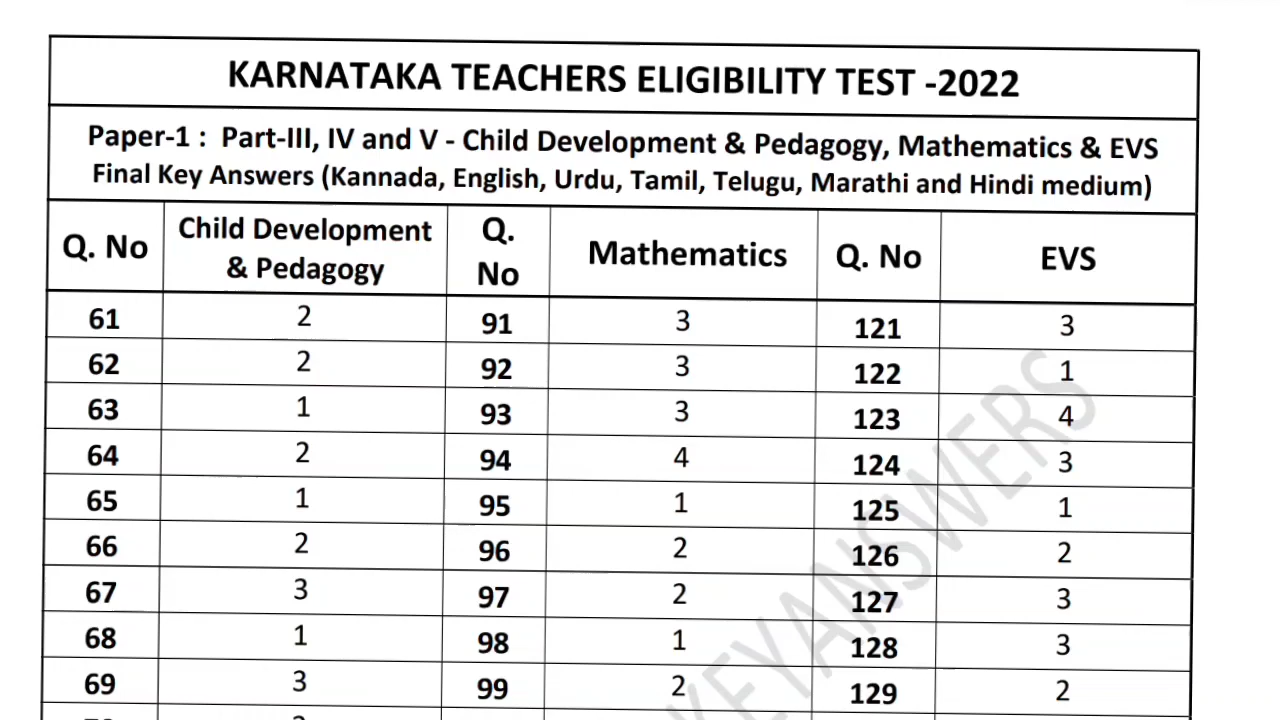 KARNATAKA TEACHERS ELIGIBILITY TEST -2022
Paper-1 : Part-III, IV and V - Child Development & Pedagogy, Mathematics & EVS
Final Key Answers (Kannada, English, Urdu, Tamil, Telugu, Marathi and Hindi medium)
Q. No Child Development & Pedagogy Q. No Mathematics Q. No EVS
61 2 91 3 121 3
62 2 92 3 122 1
63 1 93 3 123 4
64 2 94 4 124 3
65 1 95 1 125 1
66 2 96 2 126 2
67 3 97 2 127 3
68 1 98 1 128 3
69 3 99 2 129 2
KEYANSWERS